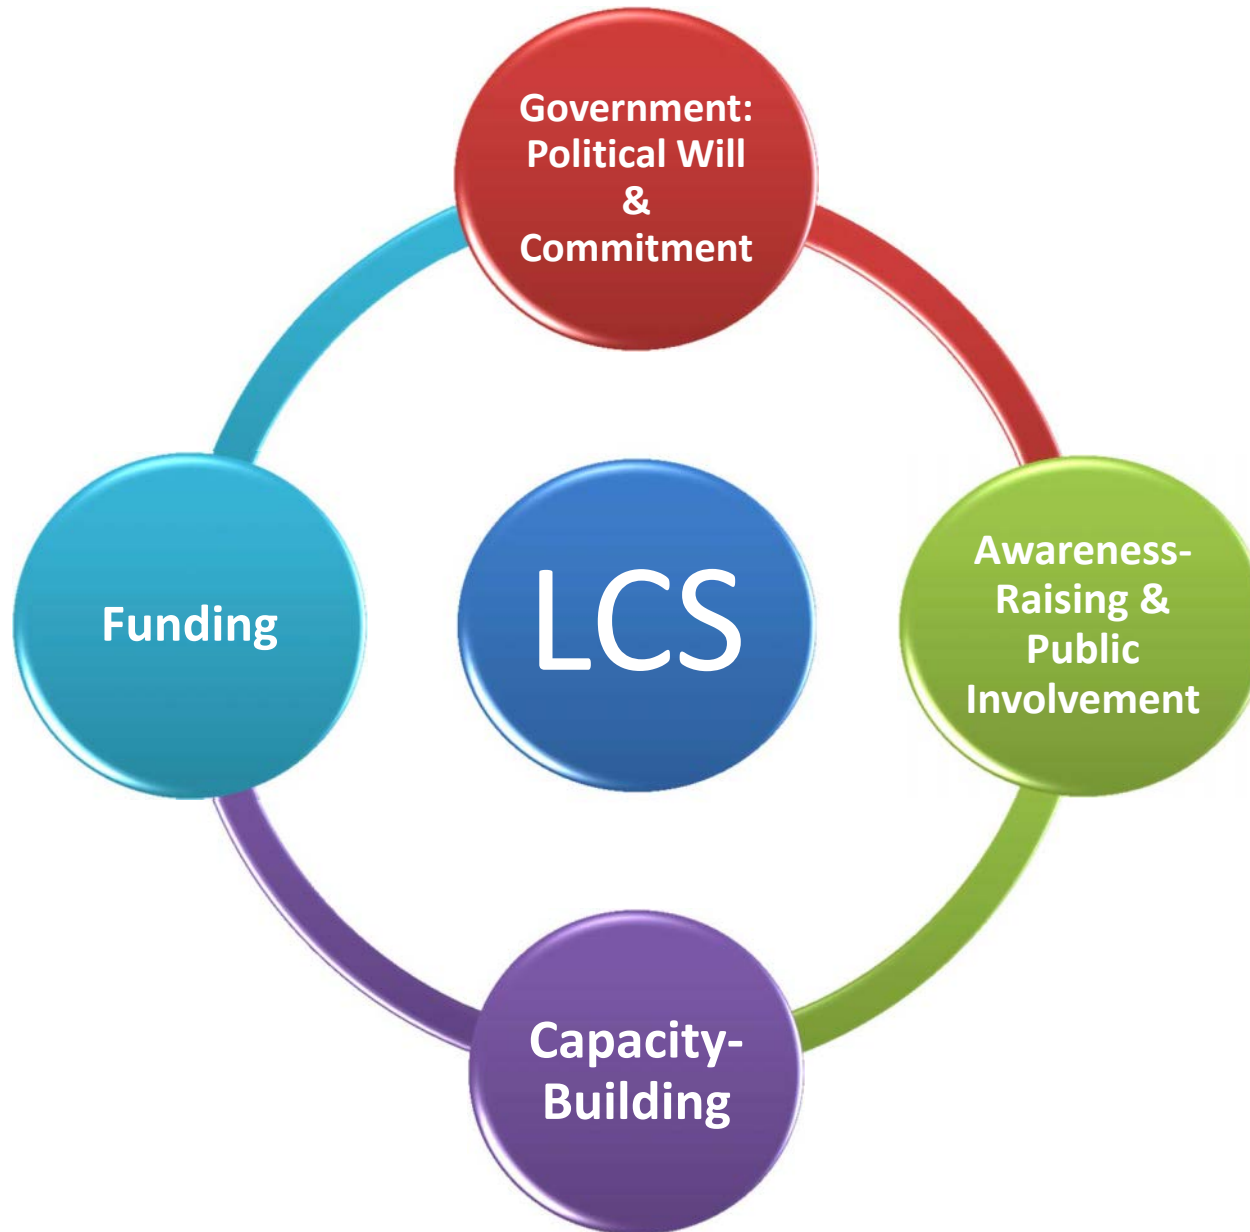 Government:
Political Will
&
Commitment
Funding
LCS
Awareness-
Raising &
Public
Involvement
Capacity-
Building